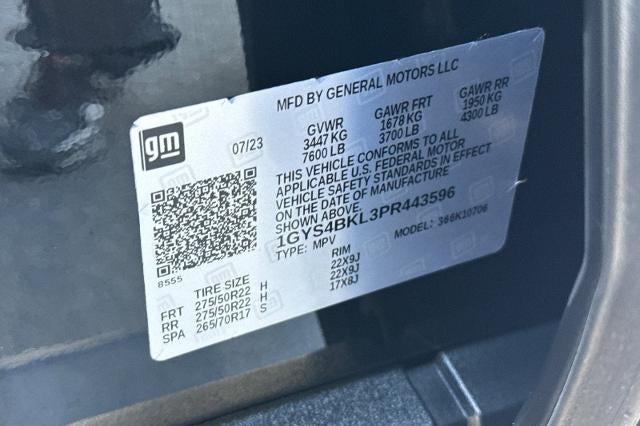 MFD BY GENERAL MOTORS LLC
gm
07/23
GVWR GAWR FRT GAWR RR
3447 KG 1678 KG 1950 KG
7600 LB 3700 LB 4300 LB
THIS VEHICLE CONFORMS TO ALL
APPLICABLE U.S. FEDERAL MOTOR
VEHICLE SAFETY STANDARDS IN EFFECT
ON THE DATE OF MANUFACTURE
SHOWN ABOVE.
1GYS4BKL3PR443596
TYPE: MPV MODEL: 366K10706
8555
TIRE SIZE RIM
FRT 275/50R22 H 22X9J
RR 275/50R22 H 22X9J
SPA 265/70R17 S 17X8J